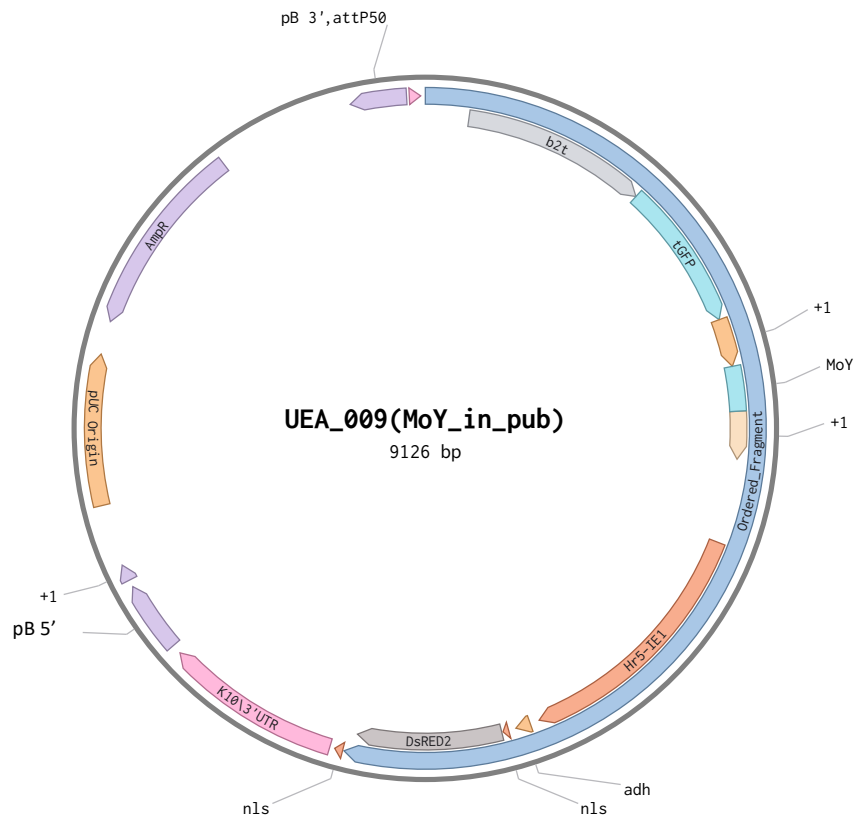 pB 3',attP50
b2t
tGFP
AmpR
+1
MoY
+1
pUC Origin
UEA_009(MoY_in_pub)
9126 bp
Ordered_Fragment
+1
pB 5’
Hr5-IE1
K10\3'UTR
DsRED2
nls
nls
adh